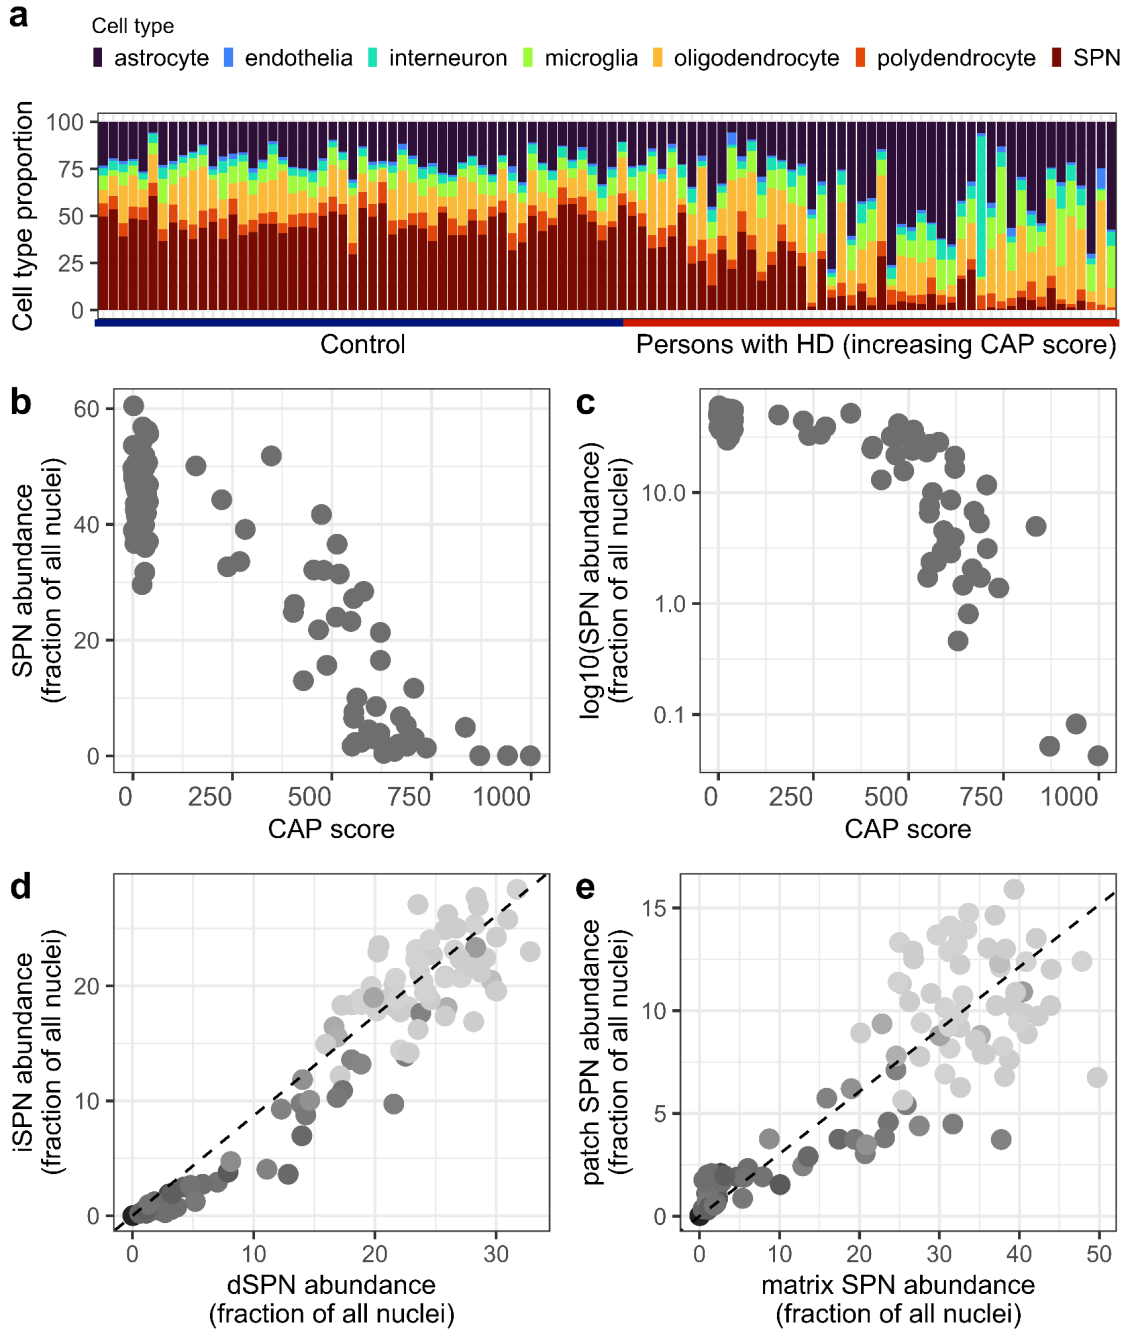 a
Cell type
astrocyte endothelia interneuron microglia oligodendrocyte polydendrocyte SPN
Cell type proportion
100
75
50
25
0
Control
Persons with HD (increasing CAP score)
b
SPN abundance
(fraction of all nuclei)
60
40
20
0
0 250 500 750 1000
CAP score
c
log10(SPN abundance)
(fraction of all nuclei)
10.0
1.0
0.1
0 250 500 750 1000
CAP score
d
iSPN abundance
(fraction of all nuclei)
20
10
0
0 10 20 30
dSPN abundance
(fraction of all nuclei)
e
patch SPN abundance
(fraction of all nuclei)
15
10
5
0
0 10 20 30 40 50
matrix SPN abundance
(fraction of all nuclei)